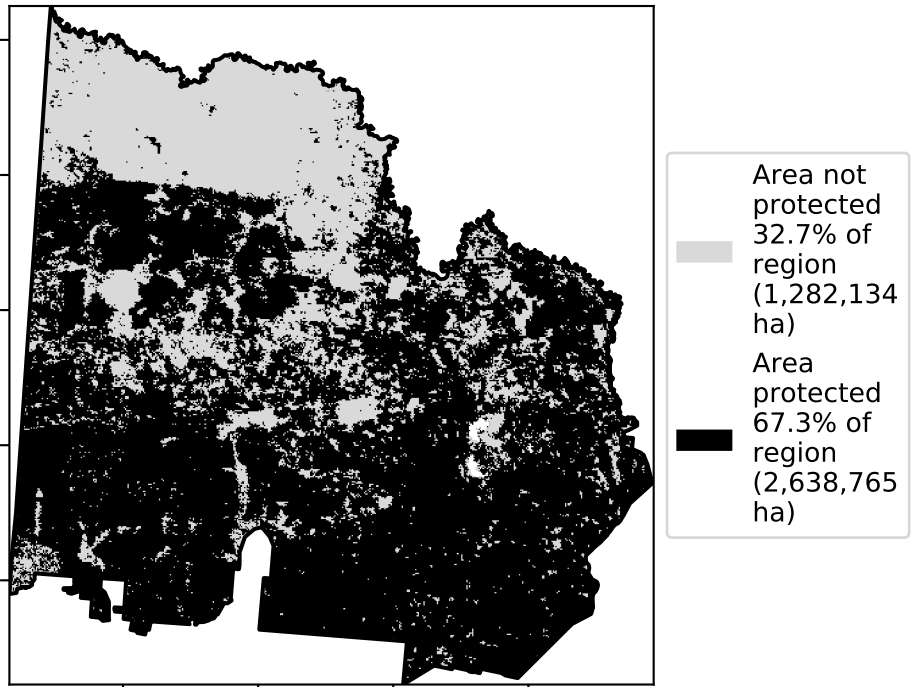 Area not
protected
32.7% of
region
(1,282,134
ha)
Area
protected
67.3% of
region
(2,638,765
ha)